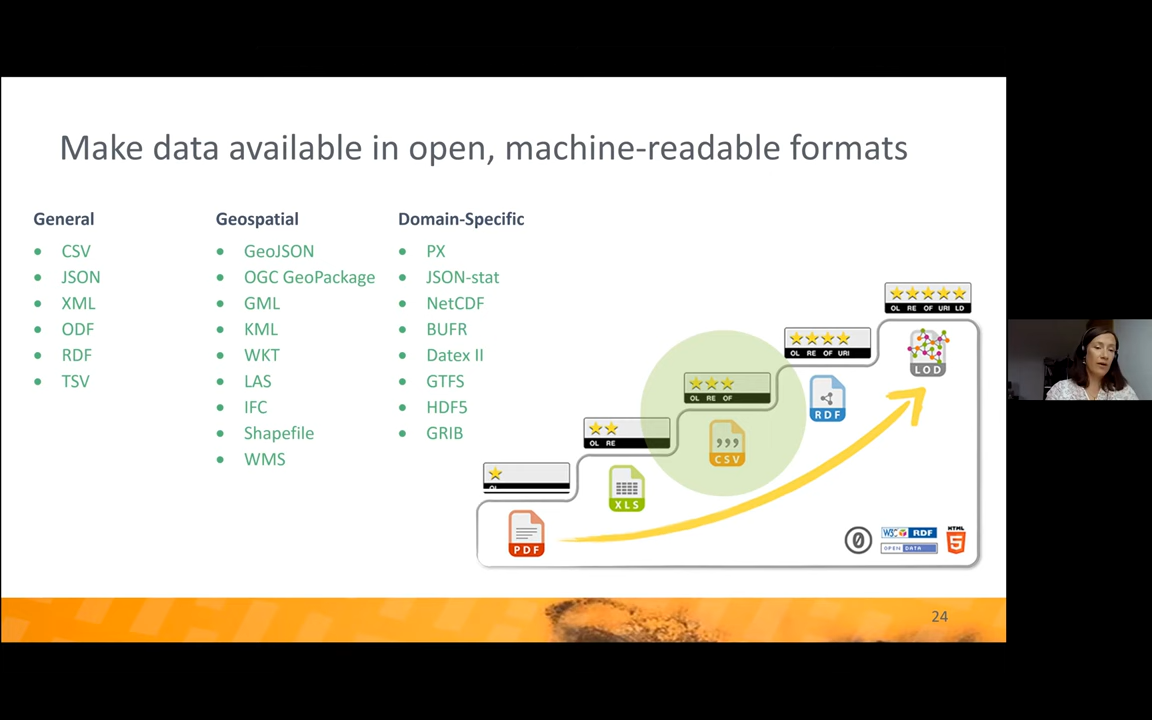 Make data available in open, machine-readable formats
General
• CSV
• JSON
• XML
• ODF
• RDF
• TSV
Geospatial
• GeoJSON
• OGC GeoPackage
• GML
• KML
• WKT
• LAS
• IFC
• Shapefile
• WMS
Domain-Specific
• PX
• JSON-stat
• NetCDF
• BUFR
• Datex II
• GTFS
• HDF5
• GRIB
OL
PDF
OL RE
XLS
OL RE OF
CSV
OL RE OF URI
RDF
OL RE OF URI LD
LOD
W3C RDF
OPEN DATA
HTML
5
24